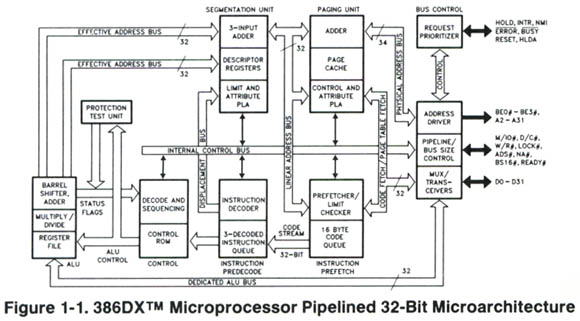 SEGMENTATION UNIT
PAGING UNIT
BUS CONTROL
EFFECTIVE ADDRESS BUS
32
3-INPUT
ADDER
DESCRIPTOR
REGISTERS
LIMIT AND
ATTRIBUTE
PLA
32
ADDER
PAGE
CACHE
CONTROL AND
ATTRIBUTE
PLA
34
PHYSICAL ADDRESS BUS
REQUEST
PRIORITIZER
HOLD, INTR, NMI
ERROR, BUSY
RESET, HLDA
CONTROL
EFFECTIVE ADDRESS BUS
32
PROTECTION
TEST UNIT
DISPLACEMENT BUS
LINEAR ADDRESS BUS
CODE FETCH/PAGE TABLE FETCH
INTERNAL CONTROL BUS
ADDRESS
DRIVER
BE0# – BE3#,
A2 – A31
PIPELINE/
BUS SIZE
CONTROL
M/IO#, D/C#,
W/R#, LOCK#,
ADS#, NA#,
BS16#, READY#
MUX/
TRANS-
CEIVERS
D0 – D31
32
BARREL
SHIFTER,
ADDER
MULTIPLY/
DIVIDE
REGISTER
FILE
ALU
STATUS
FLAGS
ALU
CONTROL
DECODE AND
SEQUENCING
CONTROL
ROM
CONTROL
INSTRUCTION
DECODER
3-DECODED
INSTRUCTION
QUEUE
INSTRUCTION
PREDECODE
CODE
STREAM
32-BIT
PREFETCHER/
LIMIT
CHECKER
16 BYTE
CODE
QUEUE
INSTRUCTION
PREFETCH
DEDICATED ALU BUS
32
Figure 1-1. 386DX™ Microprocessor Pipelined 32-Bit Microarchitecture